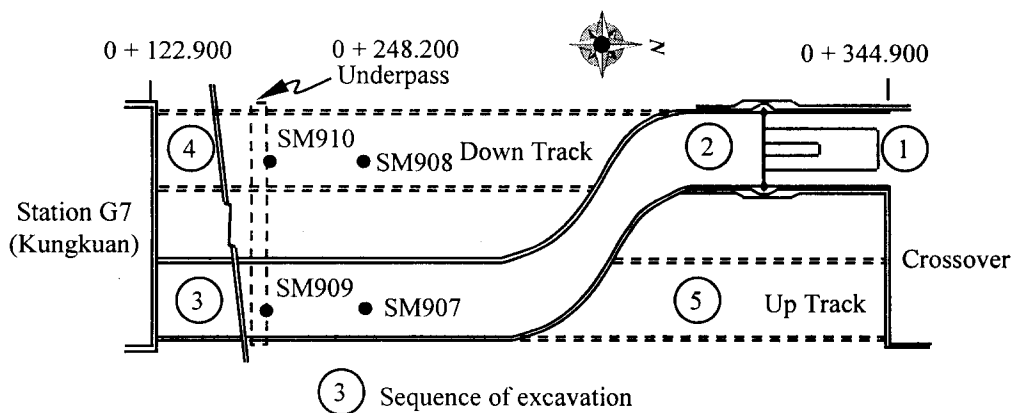 0 + 122.900
0 + 248.200
0 + 344.900
N
Underpass
4
SM910
SM908
Down Track
2
1
Station G7
(Kungkuan)
Crossover
3
SM909
SM907
5
Up Track
3 Sequence of excavation